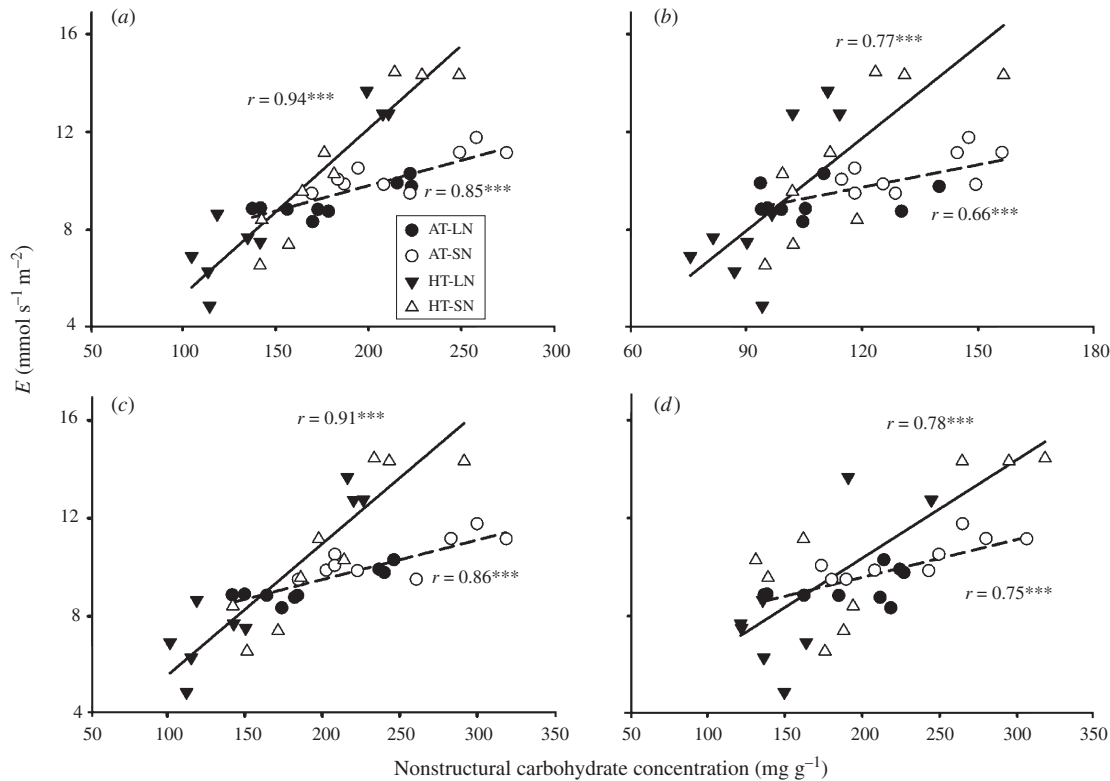 (a)
(b)
16
r = 0.77***
r = 0.94***
12
r = 0.85***
r = 0.66***
8
AT-LN
AT-SN
HT-LN
HT-SN
4
50 100 150 200 250 300
60 90 120 150 180
E (mmol s⁻¹ m⁻²)
(c)
(d)
16
r = 0.91***
r = 0.78***
12
r = 0.86***
r = 0.75***
8
4
50 100 150 200 250 300 350
50 100 150 200 250 300 350
Nonstructural carbohydrate concentration (mg g⁻¹)